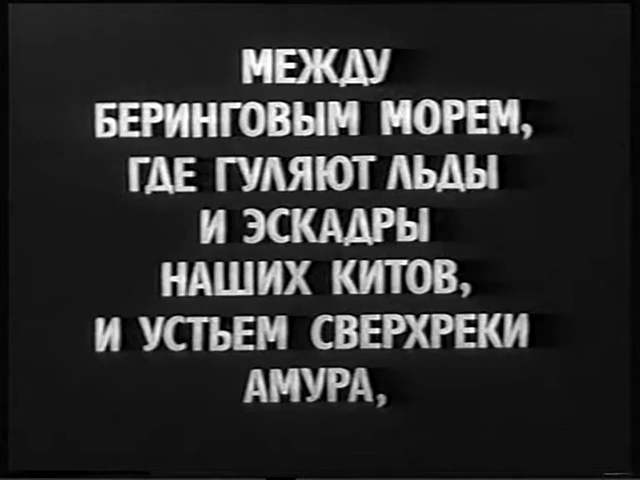 МЕЖДУ
БЕРИНГОВЫМ МОРЕМ,
ГДЕ ГУЛЯЮТ ЛЬДЫ
И ЭСКАДРЫ
НАШИХ КИТОВ,
И УСТЬЕМ СВЕРХРЕКИ
АМУРА,